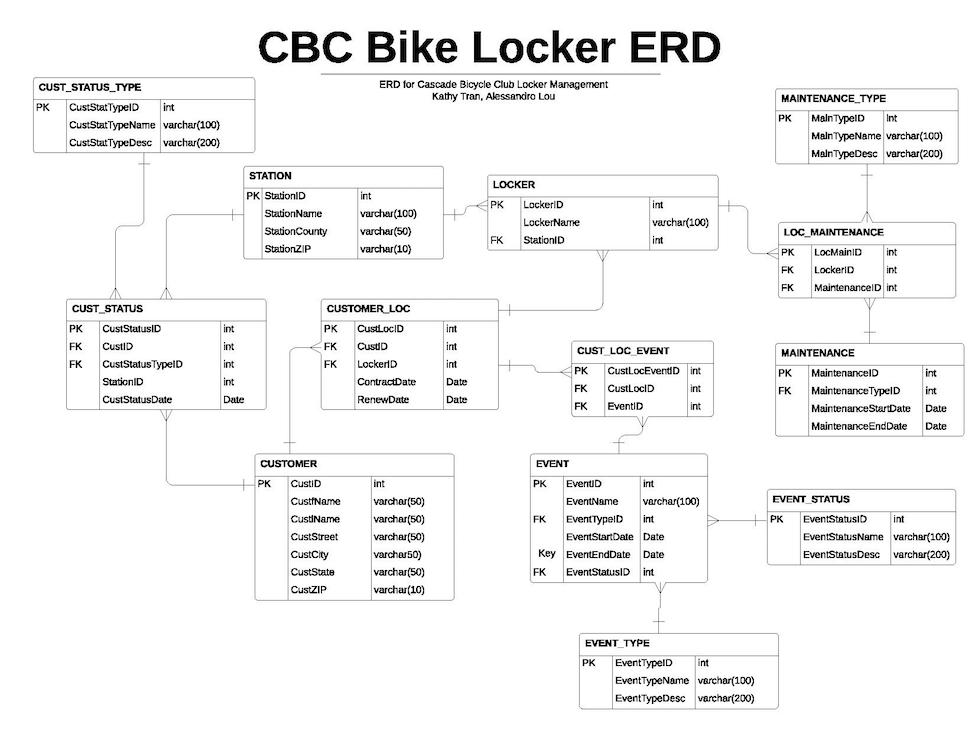 CBC Bike Locker ERD
ERD for Cascade Bicycle Club Locker Management
Kathy Tran, Alessandro Lou
CUST_STATUS_TYPE
PK CustStatTypeID int
CustStatTypeName varchar(100)
CustStatTypeDesc varchar(200)
MAINTENANCE_TYPE
PK MainTypeID int
MainTypeName varchar(100)
MainTypeDesc varchar(200)
STATION
PK StationID int
StationName varchar(100)
StationCounty varchar(50)
StationZIP varchar(10)
LOCKER
PK LockerID int
LockerName varchar(100)
FK StationID int
LOC_MAINTENANCE
PK LocMainID int
FK LockerID int
FK MaintenanceID int
CUST_STATUS
PK CustStatusID int
FK CustID int
FK CustStatusTypeID int
StationID int
CustStatusDate Date
CUSTOMER_LOC
PK CustLocID int
FK CustID int
FK LockerID int
ContractDate Date
RenewDate Date
CUST_LOC_EVENT
PK CustLocEventID int
FK CustLocID int
FK EventID int
MAINTENANCE
PK MaintenanceID int
FK MaintenanceTypeID int
MaintenanceStartDate Date
MaintenanceEndDate Date
CUSTOMER
PK CustID int
CustfName varchar(50)
CustlName varchar(50)
CustStreet varchar(50)
CustCity varchar50)
CustState varchar(50)
CustZIP varchar(10)
EVENT
PK EventID int
EventName varchar(100)
FK EventTypeID int
EventStartDate Date
Key EventEndDate Date
FK EventStatusID int
EVENT_STATUS
PK EventStatusID int
EventStatusName varchar(100)
EventStatusDesc varchar(200)
EVENT_TYPE
PK EventTypeID int
EventTypeName varchar(100)
EventTypeDesc varchar(200)